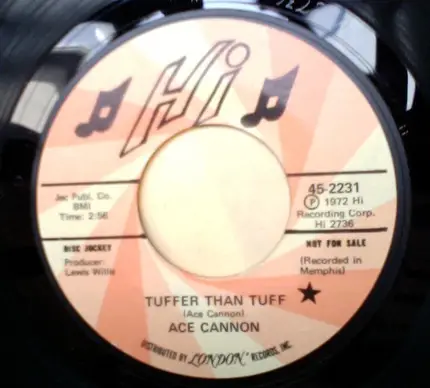 Hi
Jec Publ. Co.
BMI
Time: 2:56
45-2231
Ⓟ 1972 Hi
Recording Corp.
Hi 2736
DISC JOCKEY
NOT FOR SALE
Producer:
Lewis Willis
(Recorded in
Memphis)
TUFFER THAN TUFF
(Ace Cannon)
ACE CANNON
DISTRIBUTED BY LONDON® RECORDS, INC.